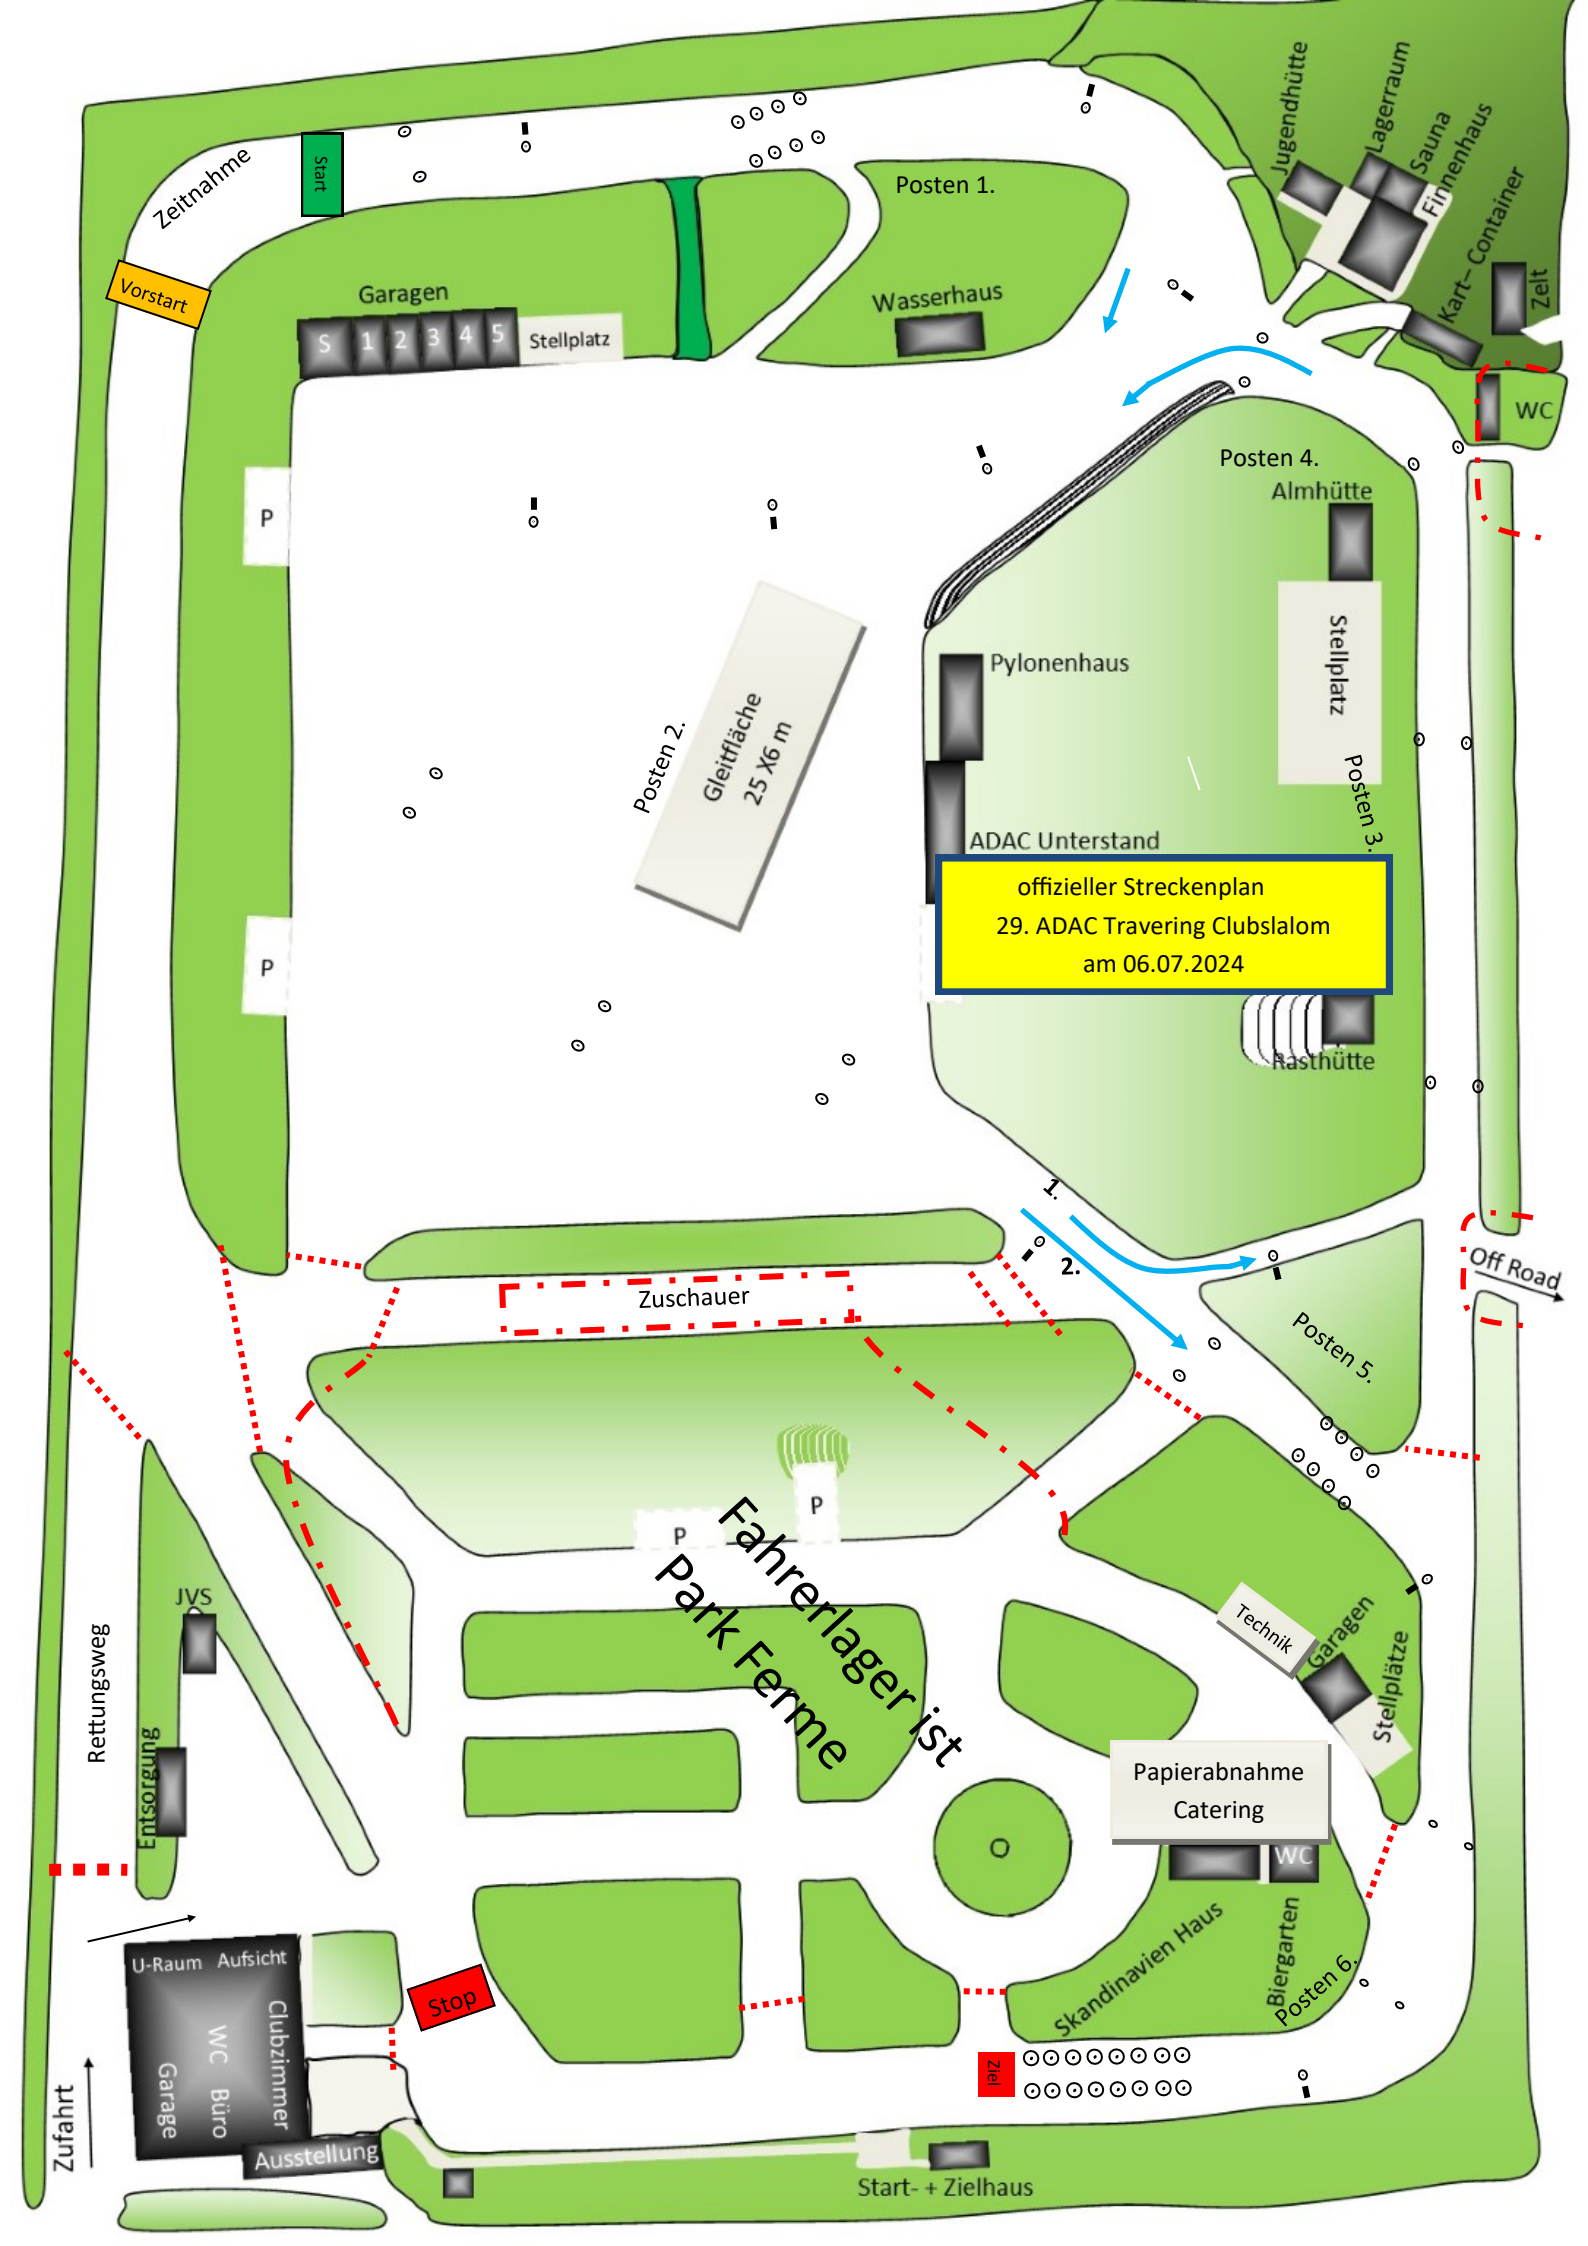 Jugendhütte
Lagerraum
Sauna
Finnenhaus
Kart– Container
Zelt
WC
Zeitnahme
Start
Vorstart
Posten 1.
Garagen
S 1 2 3 4 5
Stellplatz
Wasserhaus
P
Posten 4.
Almhütte
Stellplatz
Pylonenhaus
Posten 2.
Gleitfläche
25 X6 m
Posten 3.
ADAC Unterstand
offizieller Streckenplan
29. ADAC Travering Clubslalom
am 06.07.2024
P
Rasthütte
1.
2.
Off Road
Zuschauer
Posten 5.
P
P
Fahrerlager ist
Park Ferme
JVS
Rettungsweg
Entsorgung
Technik
Garagen
Stellplätze
Papierabnahme
Catering
WC
Skandinavien Haus
Biergarten
Posten 6.
U-Raum Aufsicht
Clubzimmer
WC Büro
Garage
Ausstellung
Stop
Ziel
Zufahrt
Start- + Zielhaus